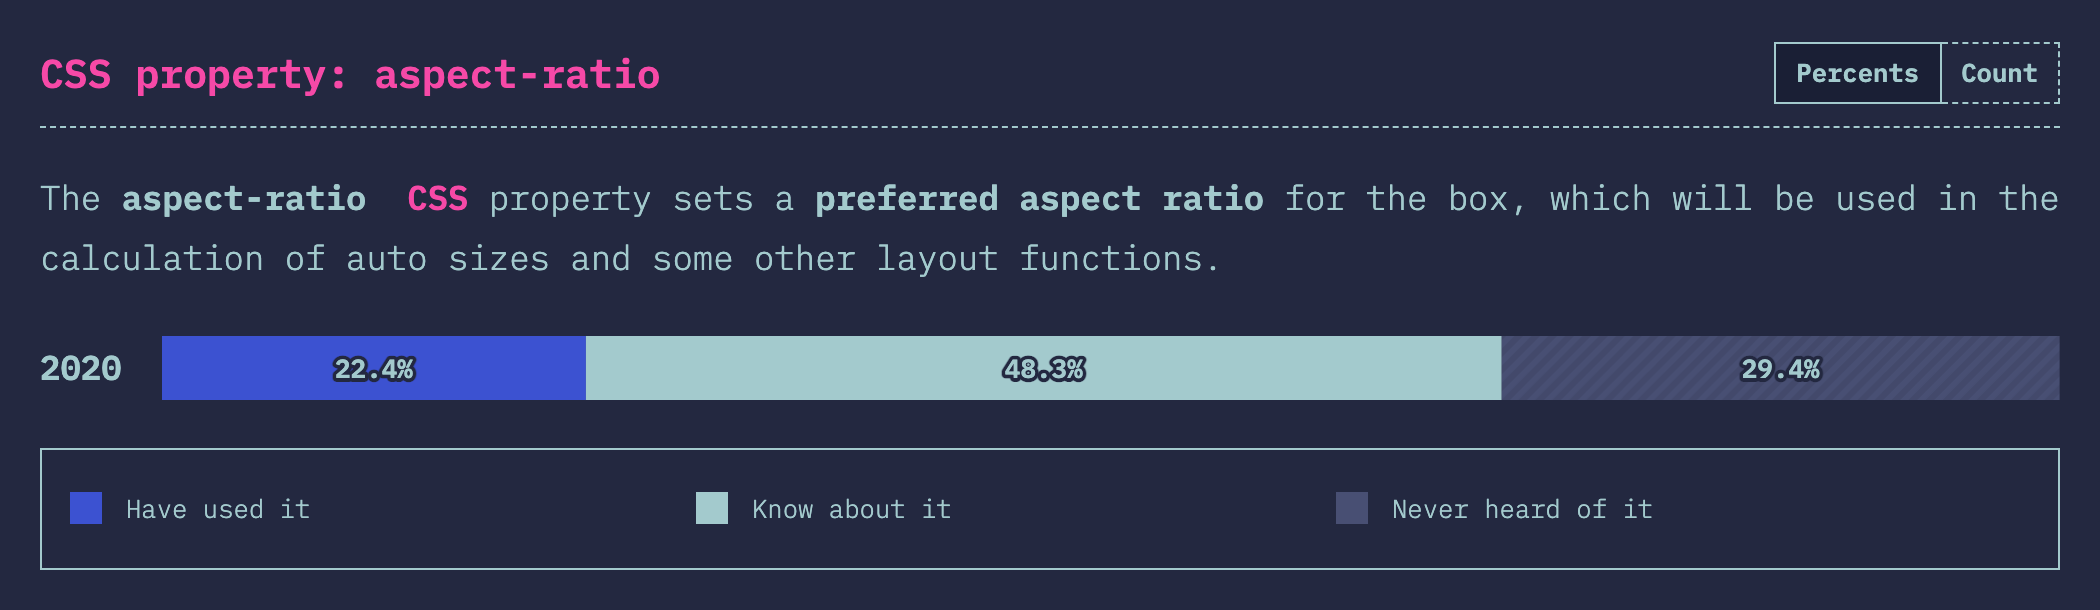 CSS property: aspect-ratio
Percents Count
The aspect-ratio CSS property sets a preferred aspect ratio for the box, which will be used in the
calculation of auto sizes and some other layout functions.
2020 22.4% 48.3% 29.4%
Have used it Know about it Never heard of it